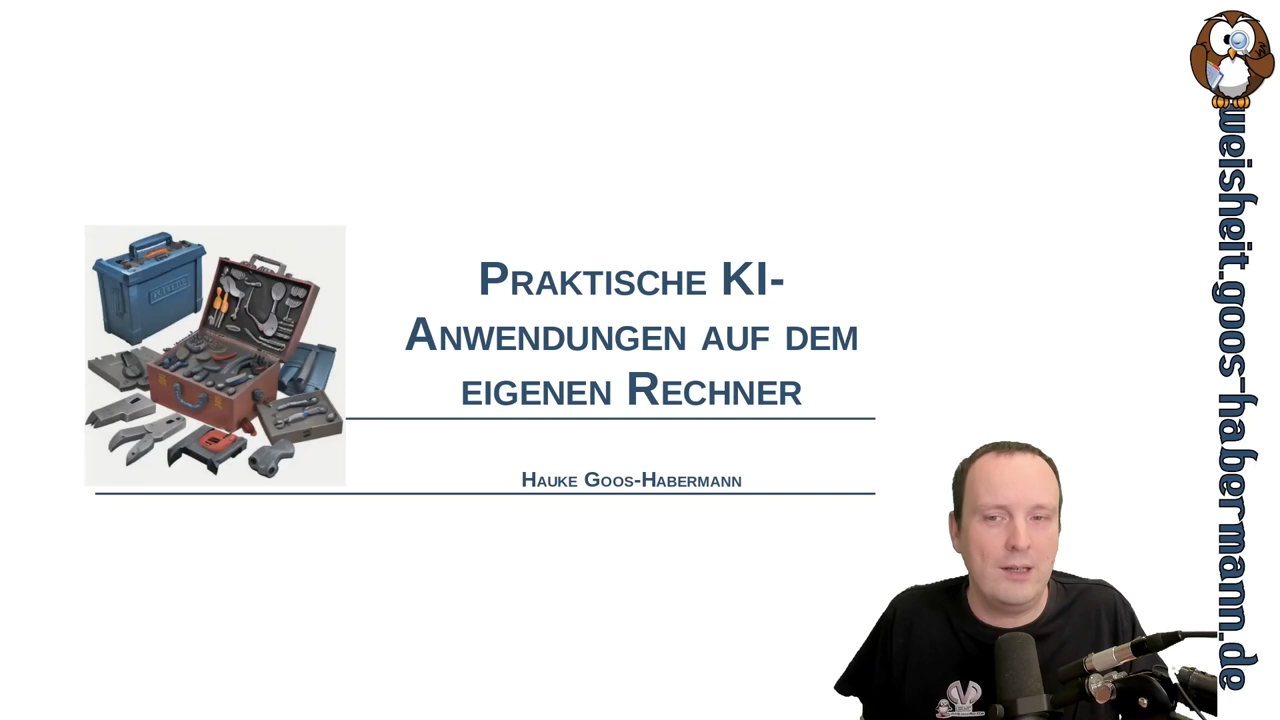 Praktische KI-
Anwendungen auf dem
eigenen Rechner
Hauke Goos-Habermann
weisheit.goos-habermann.de